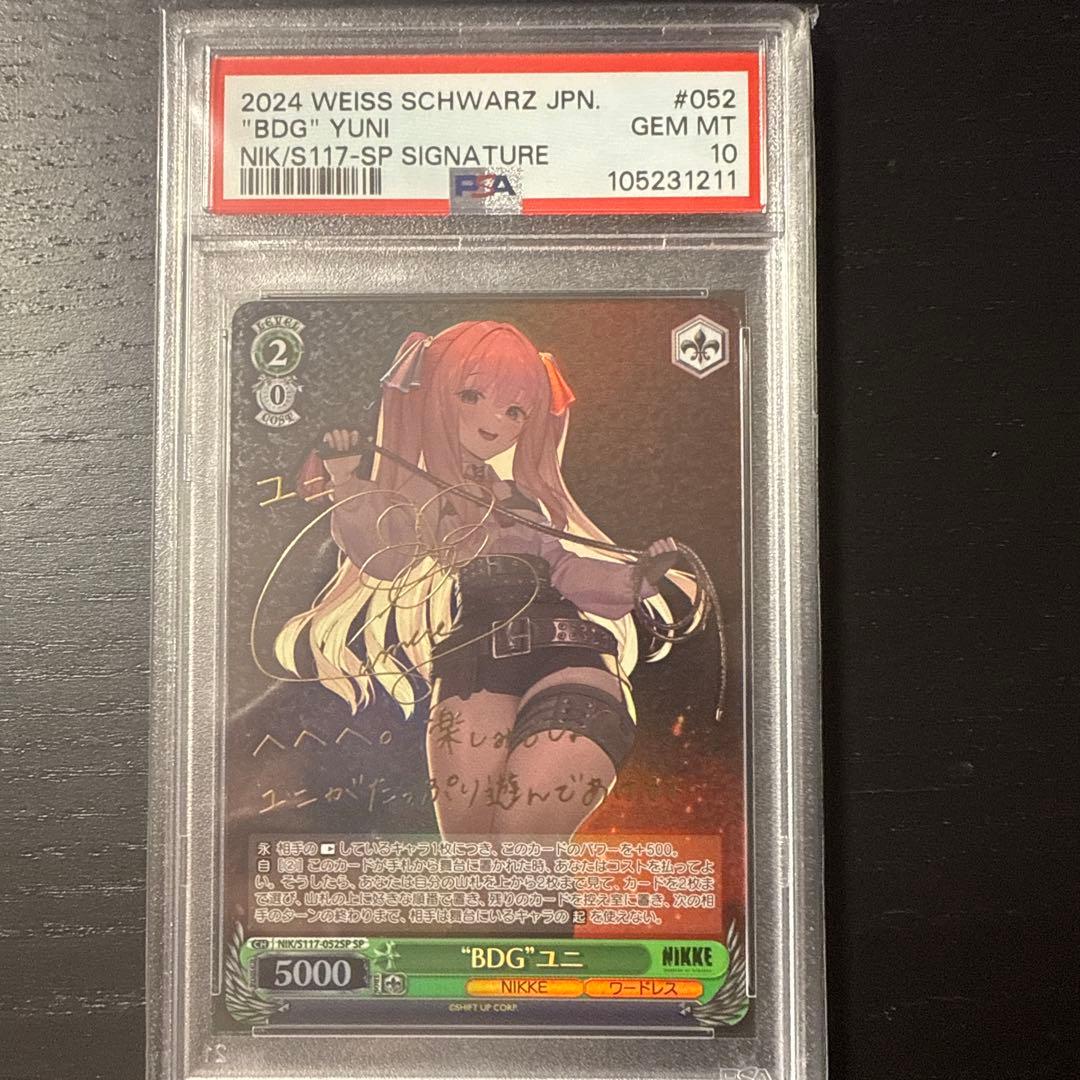 2024 WEISS SCHWARZ JPN. #052
"BDG" YUNI GEM MT
NIK/S117-SP SIGNATURE 10
PSA 105231211
LEVEL
2
0
COST
ユニ
へへへ。楽しみましょ
ユニがたっぷり遊んであげる
永 相手の しているキャラ1枚につき、このカードのパワーを+500。
自 [②] このカードが手札から舞台に置かれた時、あなたはコストを払ってよ
い。そうしたら、あなたは自分の山札を上から2枚まで見て、カードを2枚ま
で選び、山札の上に好きな順番で置き、残りのカードを控え室に置き、次の相
手のターンの終わりまで、相手は舞台にいるキャラの 起 を使えない。
CH NIK/S117-052SP SP
5000 "BDG"ユニ NIKKE
NIKKE ワードレス
©SHIFT UP CORP.